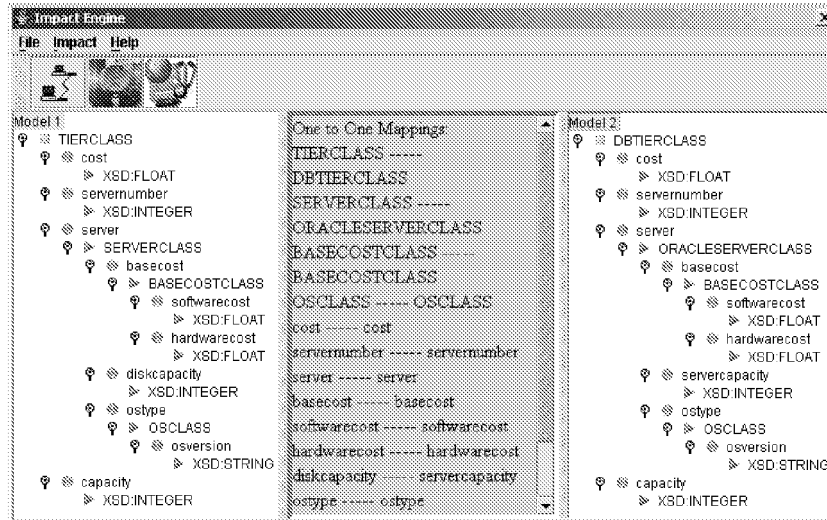 Impact Engine
File Impact Help
Model 1
TIERCLASS
cost
XSD:FLOAT
servernumber
XSD:INTEGER
server
SERVERCLASS
basecost
BASECOSTCLASS
softwarecost
XSD:FLOAT
hardwarecost
XSD:FLOAT
diskcapacity
XSD:INTEGER
ostype
OSCLASS
osversion
XSD:STRING
capacity
XSD:INTEGER
One to One Mappings:
TIERCLASS -----
DBTIERCLASS
SERVERCLASS -----
ORACLESERVERCLASS
BASECOSTCLASS -----
BASECOSTCLASS
OSCLASS ----- OSCLASS
cost ----- cost
servernumber ----- servernumber
server ----- server
basecost ----- basecost
softwarecost ----- softwarecost
hardwarecost ----- hardwarecost
diskcapacity ----- servercapacity
ostype ----- ostype
Model 2
DBTIERCLASS
cost
XSD:FLOAT
servernumber
XSD:INTEGER
server
ORACLESERVERCLASS
basecost
BASECOSTCLASS
softwarecost
XSD:FLOAT
hardwarecost
XSD:FLOAT
servercapacity
XSD:INTEGER
ostype
OSCLASS
osversion
XSD:STRING
capacity
XSD:INTEGER